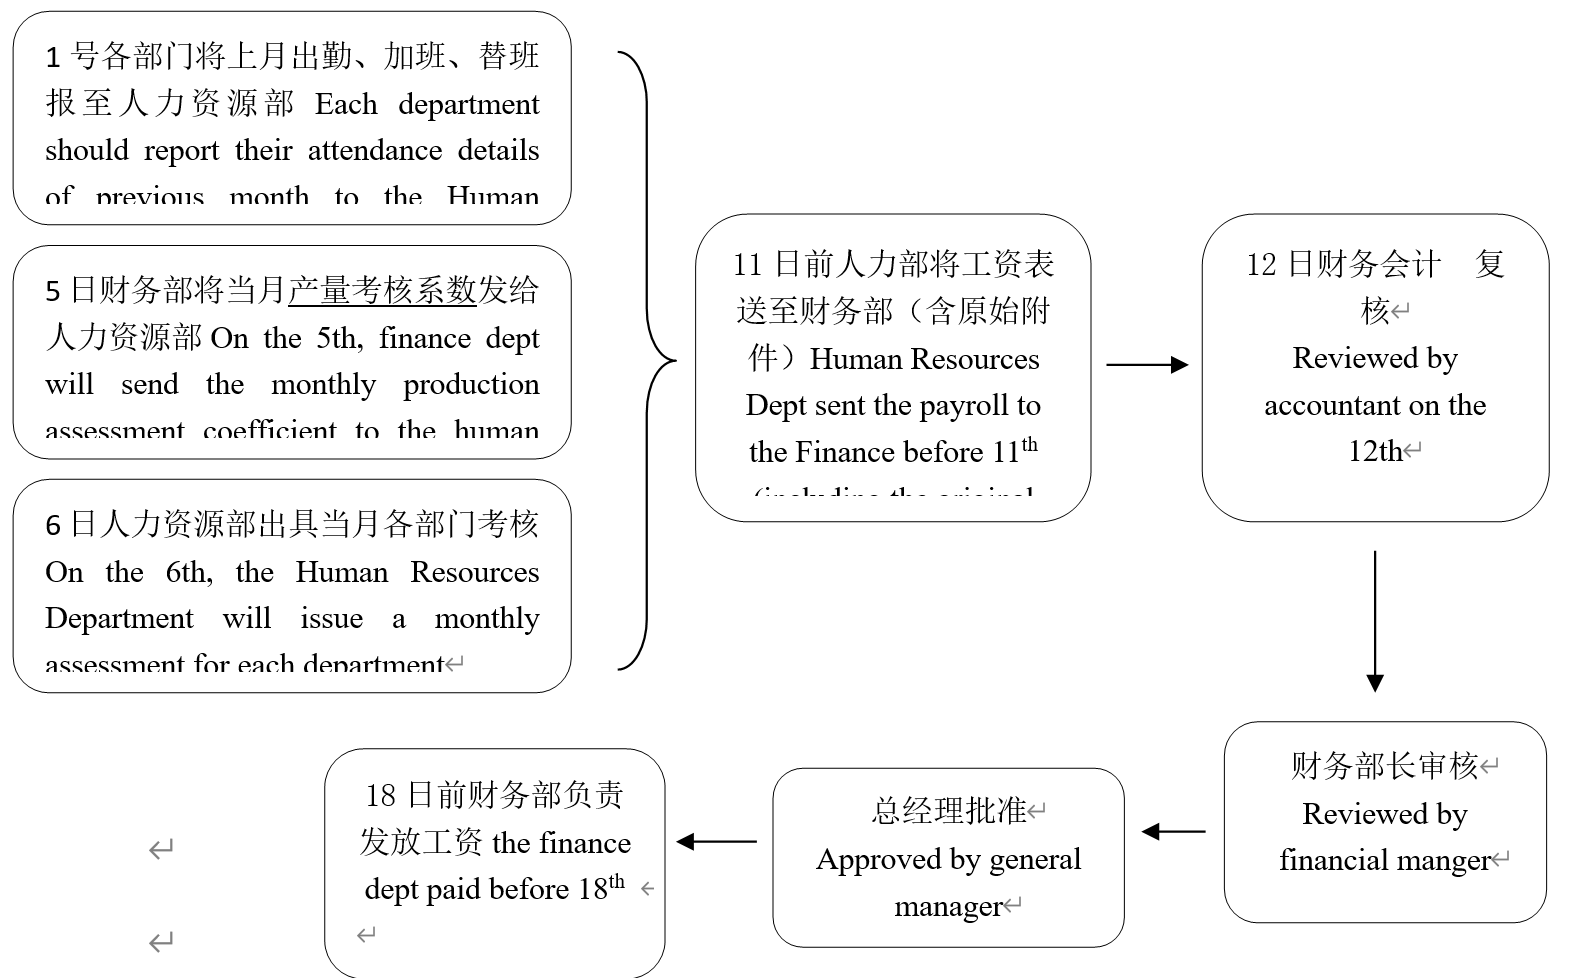 1 号各部门将上月出勤、加班、替班
报至人力资源部 Each department
should report their attendance details
of previous month to the Human
5 日财务部将当月产量考核系数发给
人力资源部 On the 5th, finance dept
will send the monthly production
assessment coefficient to the human
6 日人力资源部出具当月各部门考核
On the 6th, the Human Resources
Department will issue a monthly
assessment for each department
11 日前人力部将工资表
送至财务部（含原始附
件）Human Resources
Dept sent the payroll to
the Finance before 11th
(including the original
12 日财务会计 复
核
Reviewed by
accountant on the
12th
财务部长审核
Reviewed by
financial manger
总经理批准
Approved by general
manager
18 日前财务部负责
发放工资 the finance
dept paid before 18th